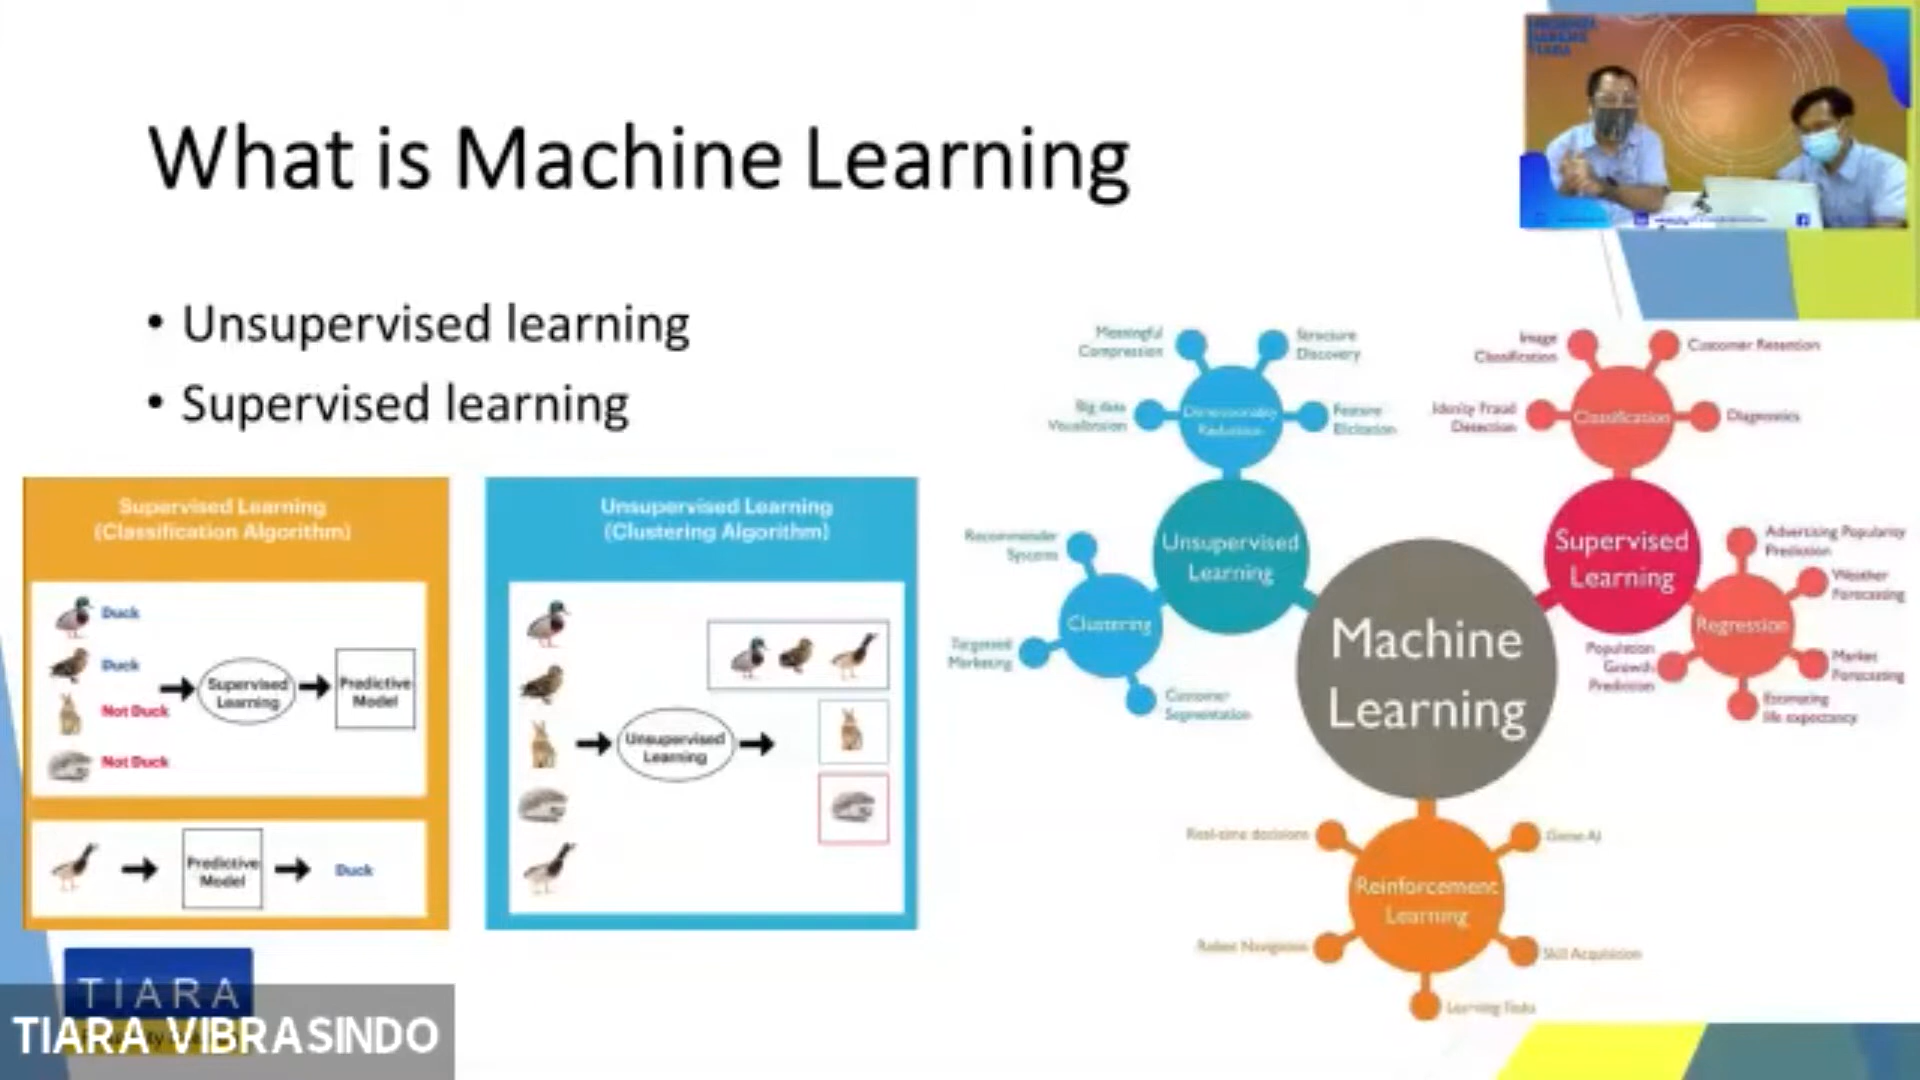 What is Machine Learning
• Unsupervised learning
• Supervised learning
Supervised Learning
(Classification Algorithm)
Duck
Duck
Not Duck
Not Duck
Supervised
Learning
Predictive
Model
Predictive
Model
Duck
Unsupervised Learning
(Clustering Algorithm)
Unsupervised
Learning
Meaningful
Compression
Structure
Discovery
Big data
Visualisation
Dimensionality
Reduction
Feature
Elicitation
Recommender
Systems
Unsupervised
Learning
Clustering
Targeted
Marketing
Customer
Segmentation
Machine
Learning
Image
Classification
Customer Retention
Idenity Fraud
Detection
Classification
Diagnostics
Supervised
Learning
Advertising Popularity
Prediction
Weather
Forecasting
Regression
Population
Growth
Prediction
Market
Forecasting
Estimating
life expectancy
Real-time decisions
Game AI
Reinforcement
Learning
Robot Navigation
Skill Acquisition
Learning Tasks
TIARA
TIARA VIBRASINDO